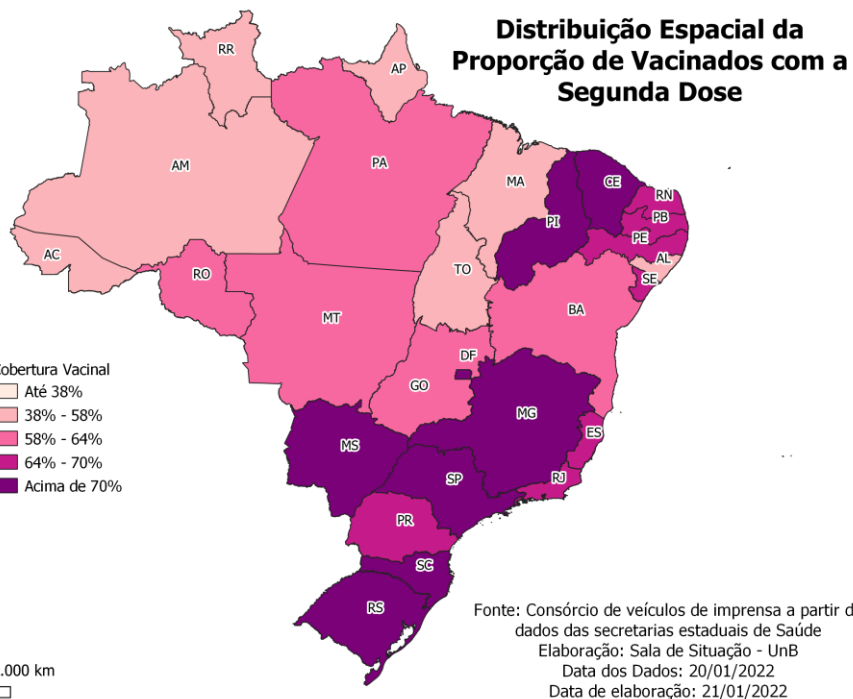 Distribuição Espacial da
Proporção de Vacinados com a
Segunda Dose
RR
AP
AM
PA
MA
CE
RN
PI
PB
PE
AC
AL
TO
SE
RO
BA
MT
DF
GO
MG
ES
MS
SP
RJ
PR
SC
RS
obertura Vacinal
Até 38%
38% - 58%
58% - 64%
64% - 70%
Acima de 70%
.000 km
Fonte: Consórcio de veículos de imprensa a partir d
dados das secretarias estaduais de Saúde
Elaboração: Sala de Situação - UnB
Data dos Dados: 20/01/2022
Data de elaboração: 21/01/2022